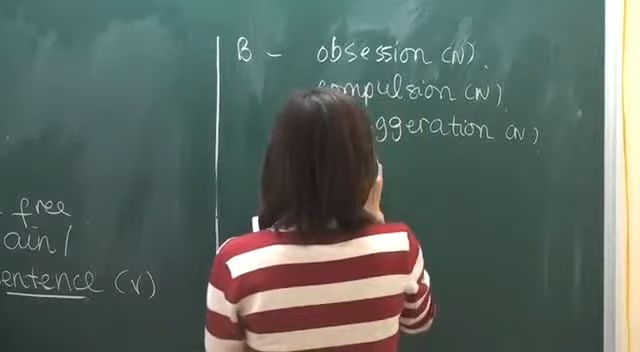 B - obsession (N)
compulsion (N)
ggeration (N)
free
ain/
entence (v)